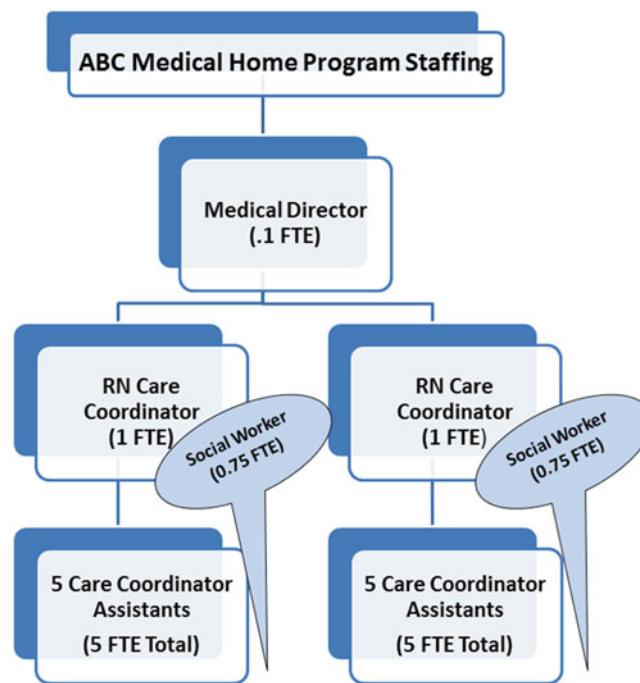 ABC Medical Home Program Staffing
Medical Director
(.1 FTE)
RN Care
Coordinator
(1 FTE)
Social Worker
(0.75 FTE)
RN Care
Coordinator
(1 FTE)
Social Worker
(0.75 FTE)
5 Care Coordinator
Assistants
(5 FTE Total)
5 Care Coordinator
Assistants
(5 FTE Total)